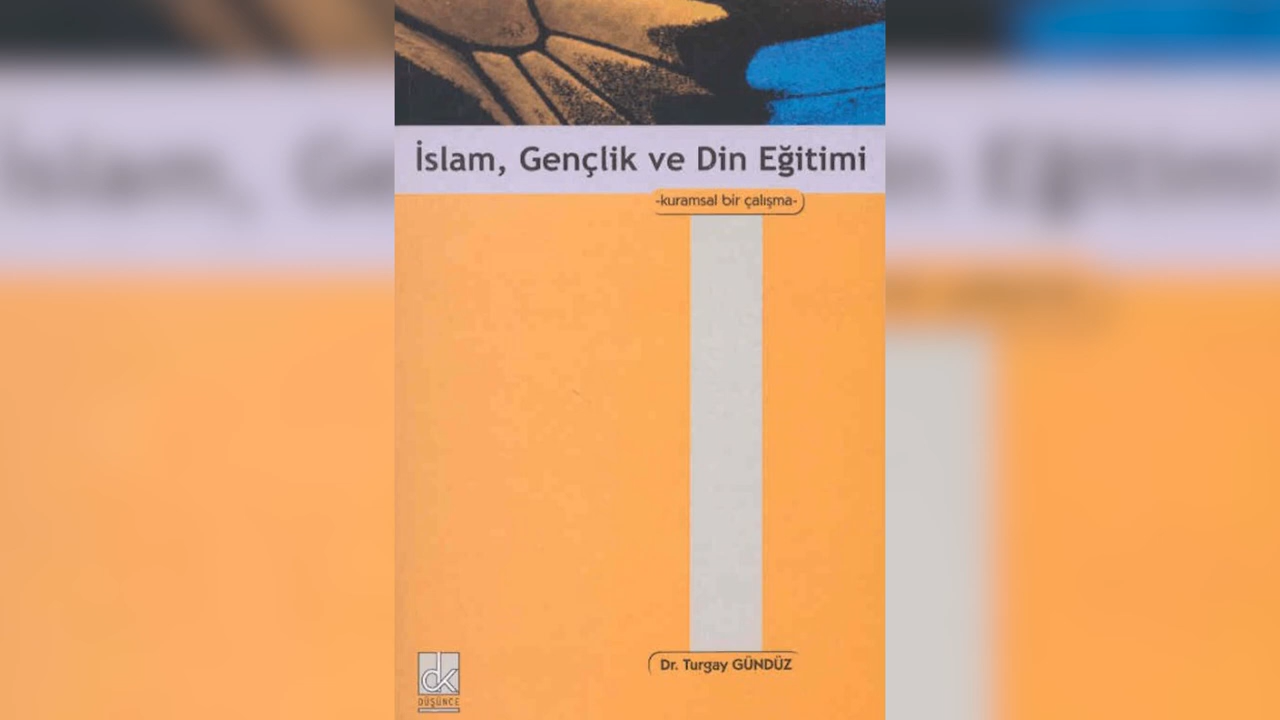 İslam, Gençlik ve Din Eğitimi
-kuramsal bir çalışma-
Dr. Turgay GÜNDÜZ
dk
DÜŞÜNCE